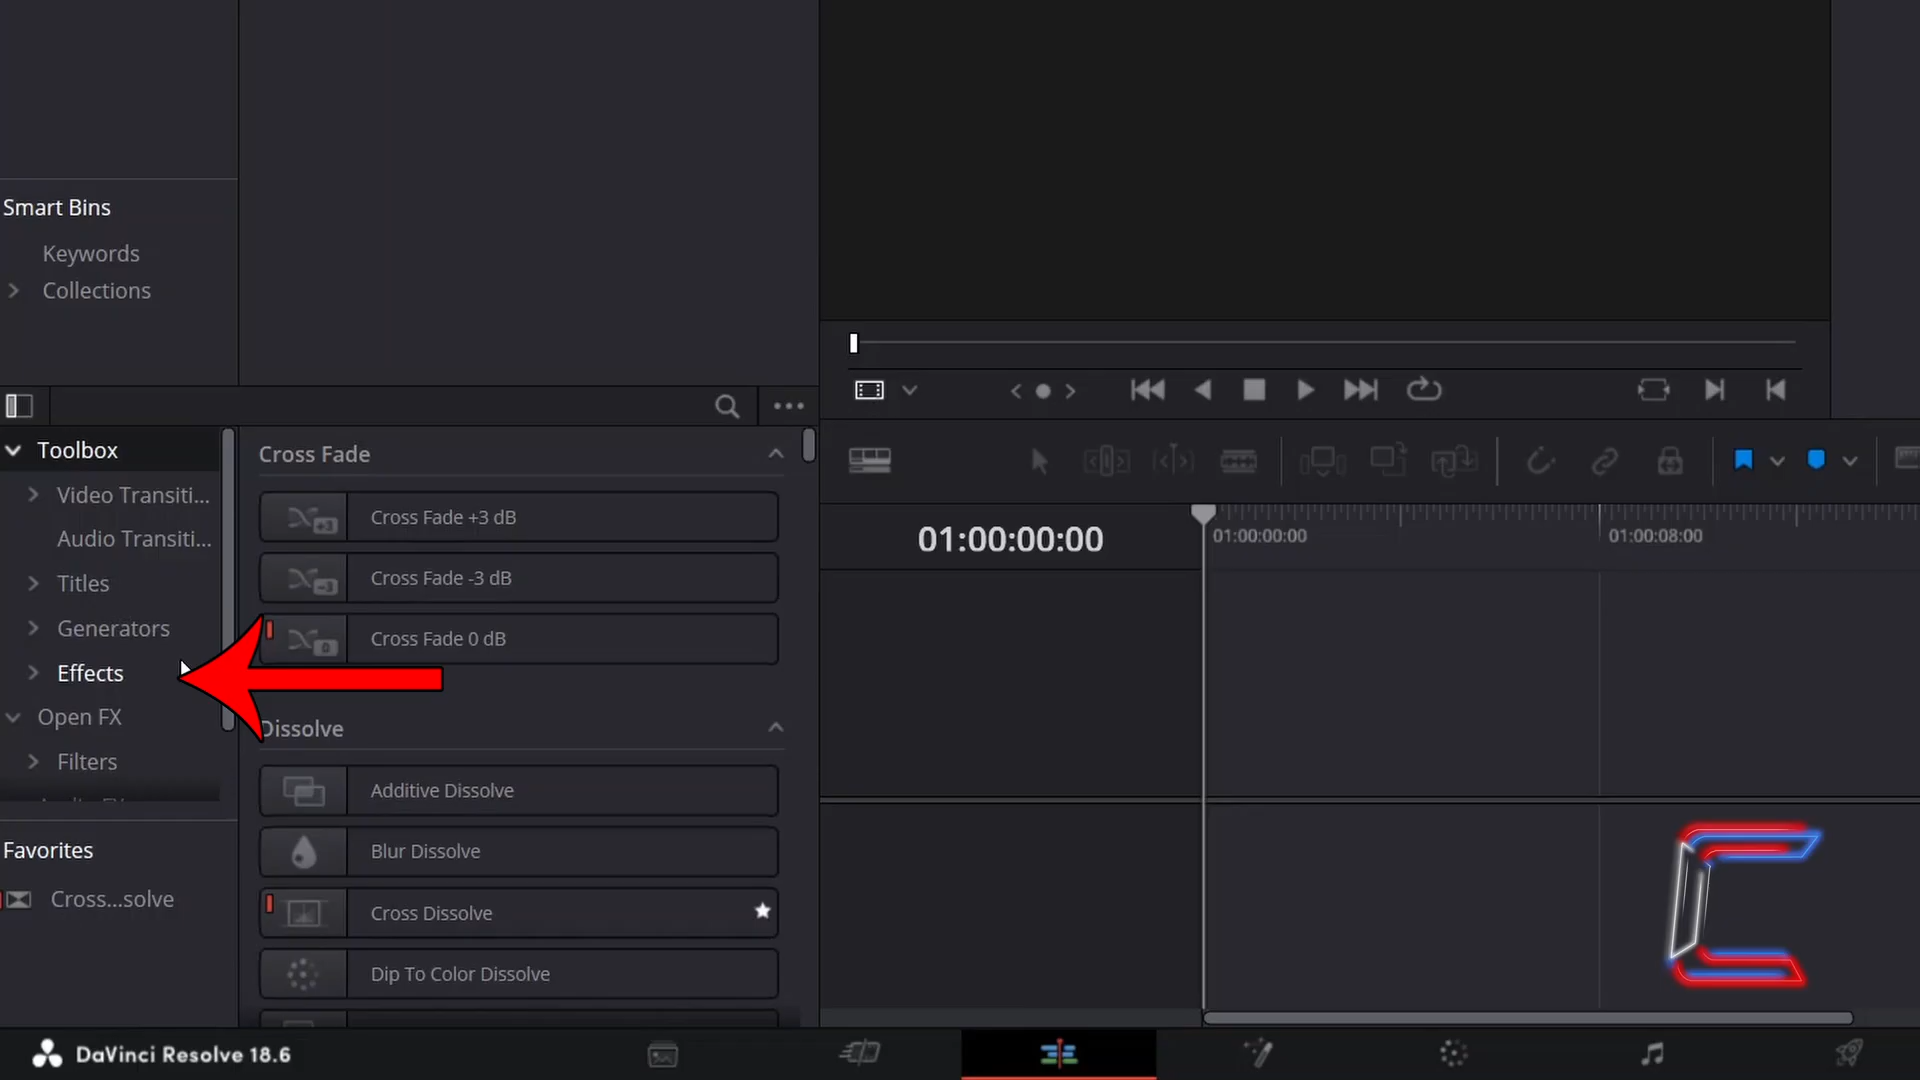 Smart Bins
Keywords
Collections
Toolbox
Video Transiti...
Audio Transiti...
Titles
Generators
Effects
Open FX
Filters
Favorites
Cross...solve
Cross Fade
Cross Fade +3 dB
Cross Fade -3 dB
Cross Fade 0 dB
Dissolve
Additive Dissolve
Blur Dissolve
Cross Dissolve
Dip To Color Dissolve
01:00:00:00
01:00:00:00
01:00:08:00
DaVinci Resolve 18.6